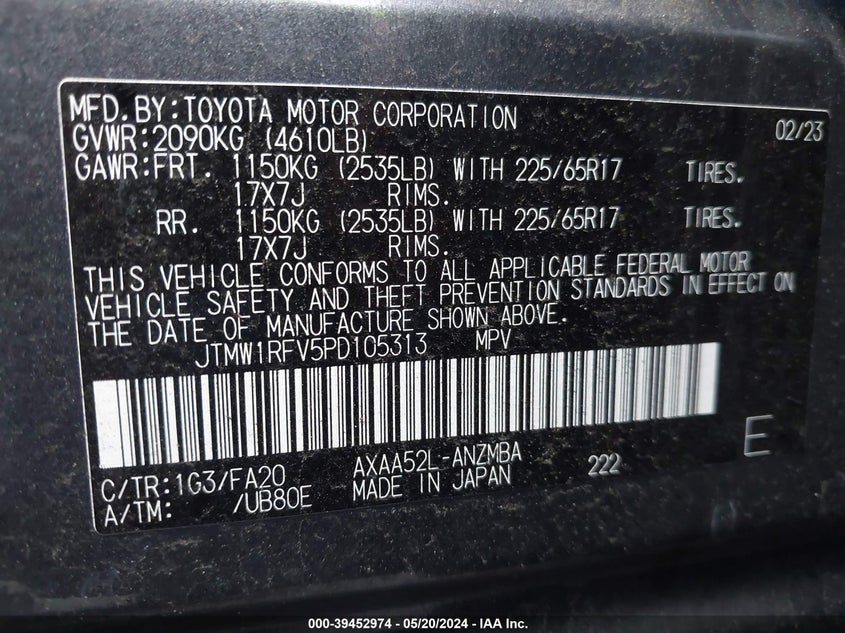 MFD.BY:TOYOTA MOTOR CORPORATION 02/23
GVWR:2090KG (4610LB)
GAWR:FRT. 1150KG (2535LB) WITH 225/65R17 TIRES.
17X7J RIMS.
RR. 1150KG (2535LB) WITH 225/65R17 TIRES.
17X7J RIMS.
THIS VEHICLE CONFORMS TO ALL APPLICABLE FEDERAL MOTOR
VEHICLE SAFETY AND THEFT PREVENTION STANDARDS IN EFFECT ON
THE DATE OF MANUFACTURE SHOWN ABOVE.
JTMW1RFV5PD105313 MPV
E
C/TR:1G3/FA20 AXAA52L-ANZMBA 222
A/TM: /UB80E MADE IN JAPAN
000-39452974 - 05/20/2024 - IAA Inc.